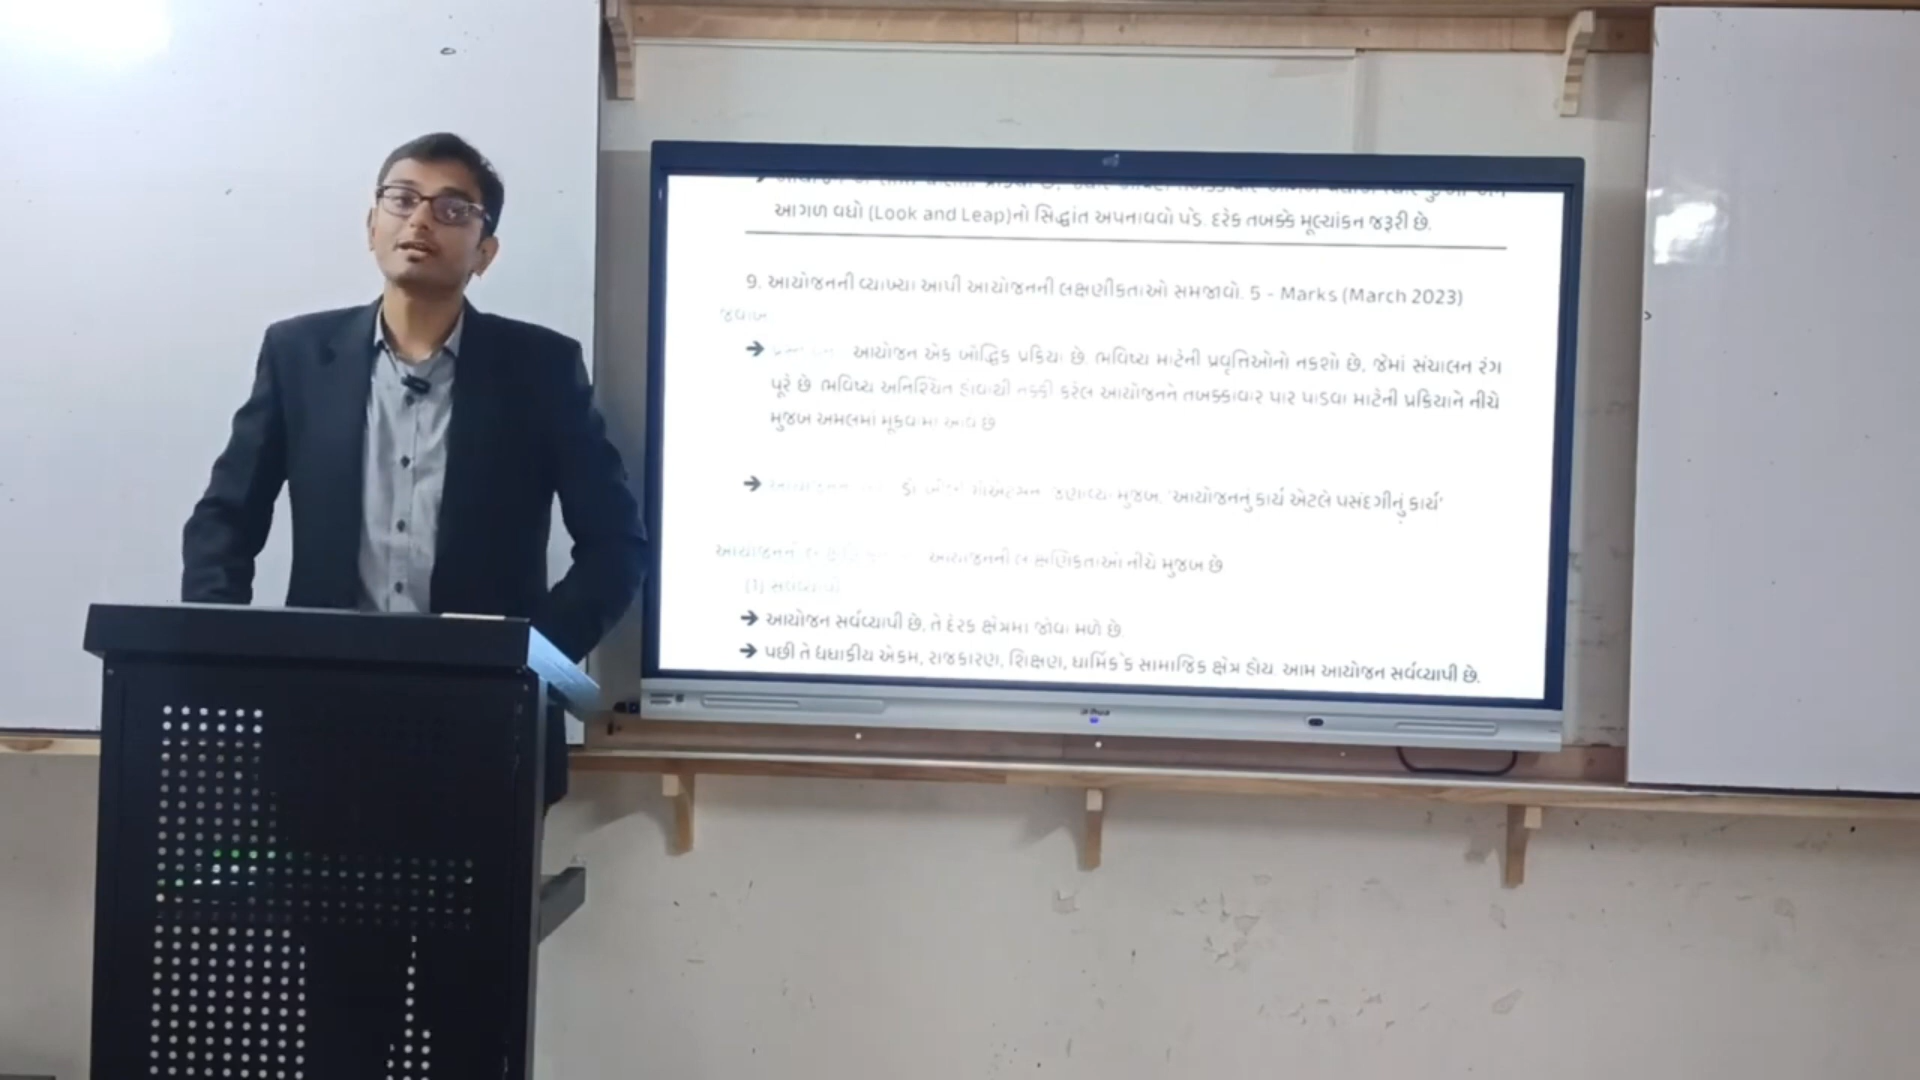 આગળ વધો (Look and Leap)નો સિદ્ધાંત અપનાવવો પડે. દરેક તબક્કે મૂલ્યાંકન જરૂરી છે.
9. આયોજનની વ્યાખ્યા આપી આયોજનની લક્ષણીકતાઓ સમજાવો. 5 - Marks (March 2023)
જવાબ
➔ આયોજન એક બોદ્ધિક પ્રક્રિયા છે. ભવિષ્ય માટેની પ્રવૃત્તિઓનો નકશો છે, જેમાં સંચાલન રંગ
પૂરે છે ભવિષ્ય અનિશ્ચિત હોવાથી નક્કી કરેલ આયોજનને તબક્કાવાર પાર પાડવા માટેની પ્રક્રિયાને નીચે
મુજબ અમલમાં મૂકવામાં આવે છે
➔ મુજબ, 'આયોજનનું કાર્ય એટલે પસંદગીનું કાર્ય'
આયોજનની લક્ષણિકતાઓ નીચે મુજબ છે
(1) સર્વવ્યાપી
➔ આયોજન સર્વવ્યાપી છે, તે દરેક ક્ષેત્રમા જોવા મળે છે.
➔ પછી તે ધંધાકીય એકમ, રાજકારણ, શિક્ષણ, ધાર્મિક કે સામાજિક ક્ષેત્ર હોય. આમ આયોજન સર્વવ્યાપી છે.